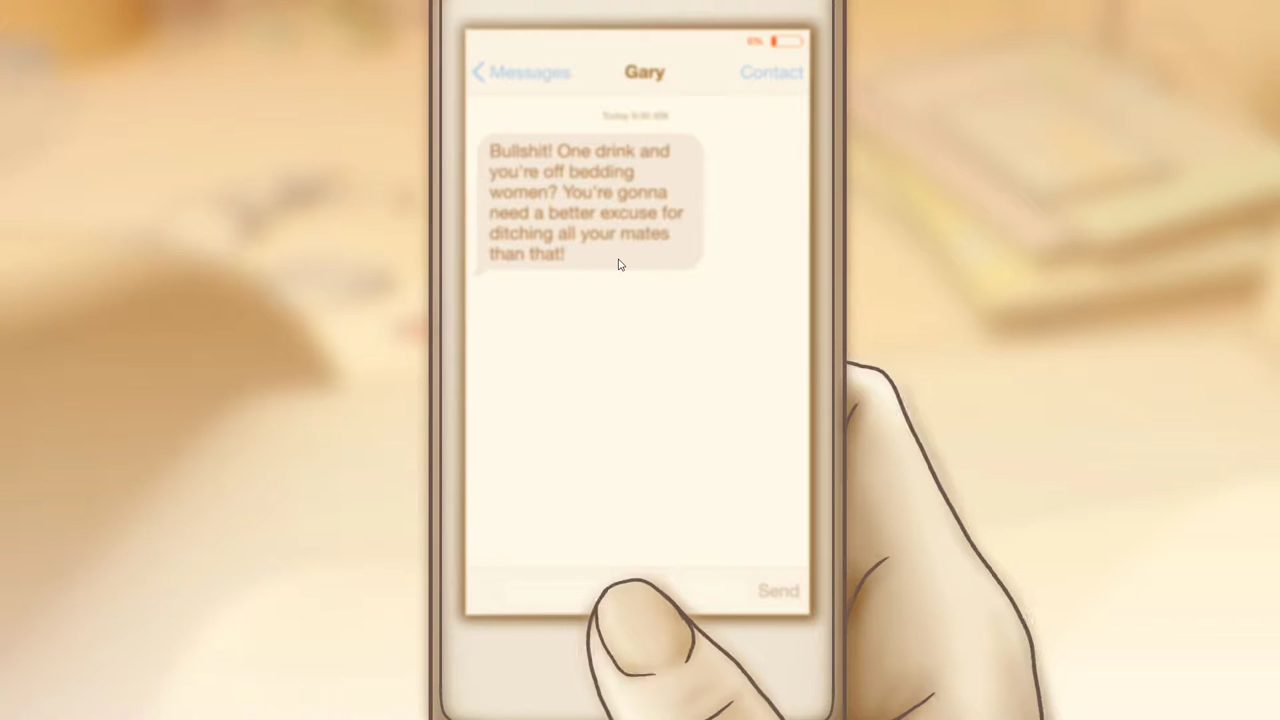 Messages Gary Contact
Bullshit! One drink and
you're off bedding
women? You're gonna
need a better excuse for
ditching all your mates
than that!
Send